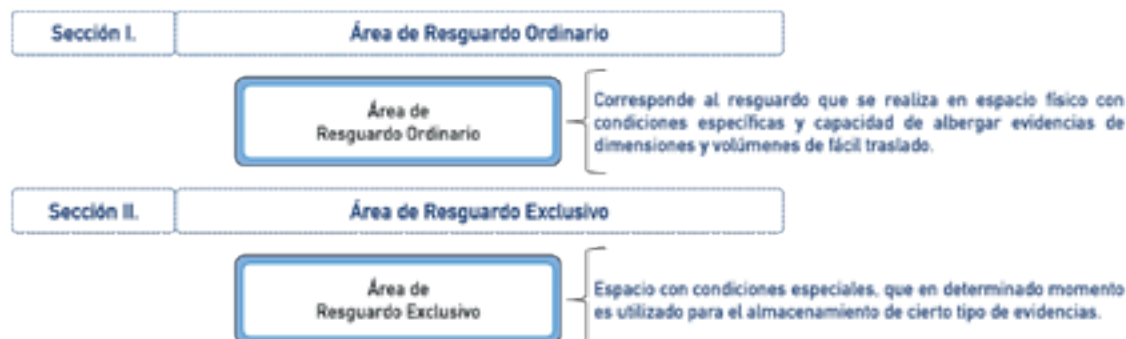 Sección I.
Área de Resguardo Ordinario
Área de
Resguardo Ordinario
Corresponde al resguardo que se realiza en espacio físico con
condiciones específicas y capacidad de albergar evidencias de
dimensiones y volúmenes de fácil traslado.
Sección II.
Área de Resguardo Exclusivo
Área de
Resguardo Exclusivo
Espacio con condiciones especiales, que en determinado momento
es utilizado para el almacenamiento de cierto tipo de evidencias.